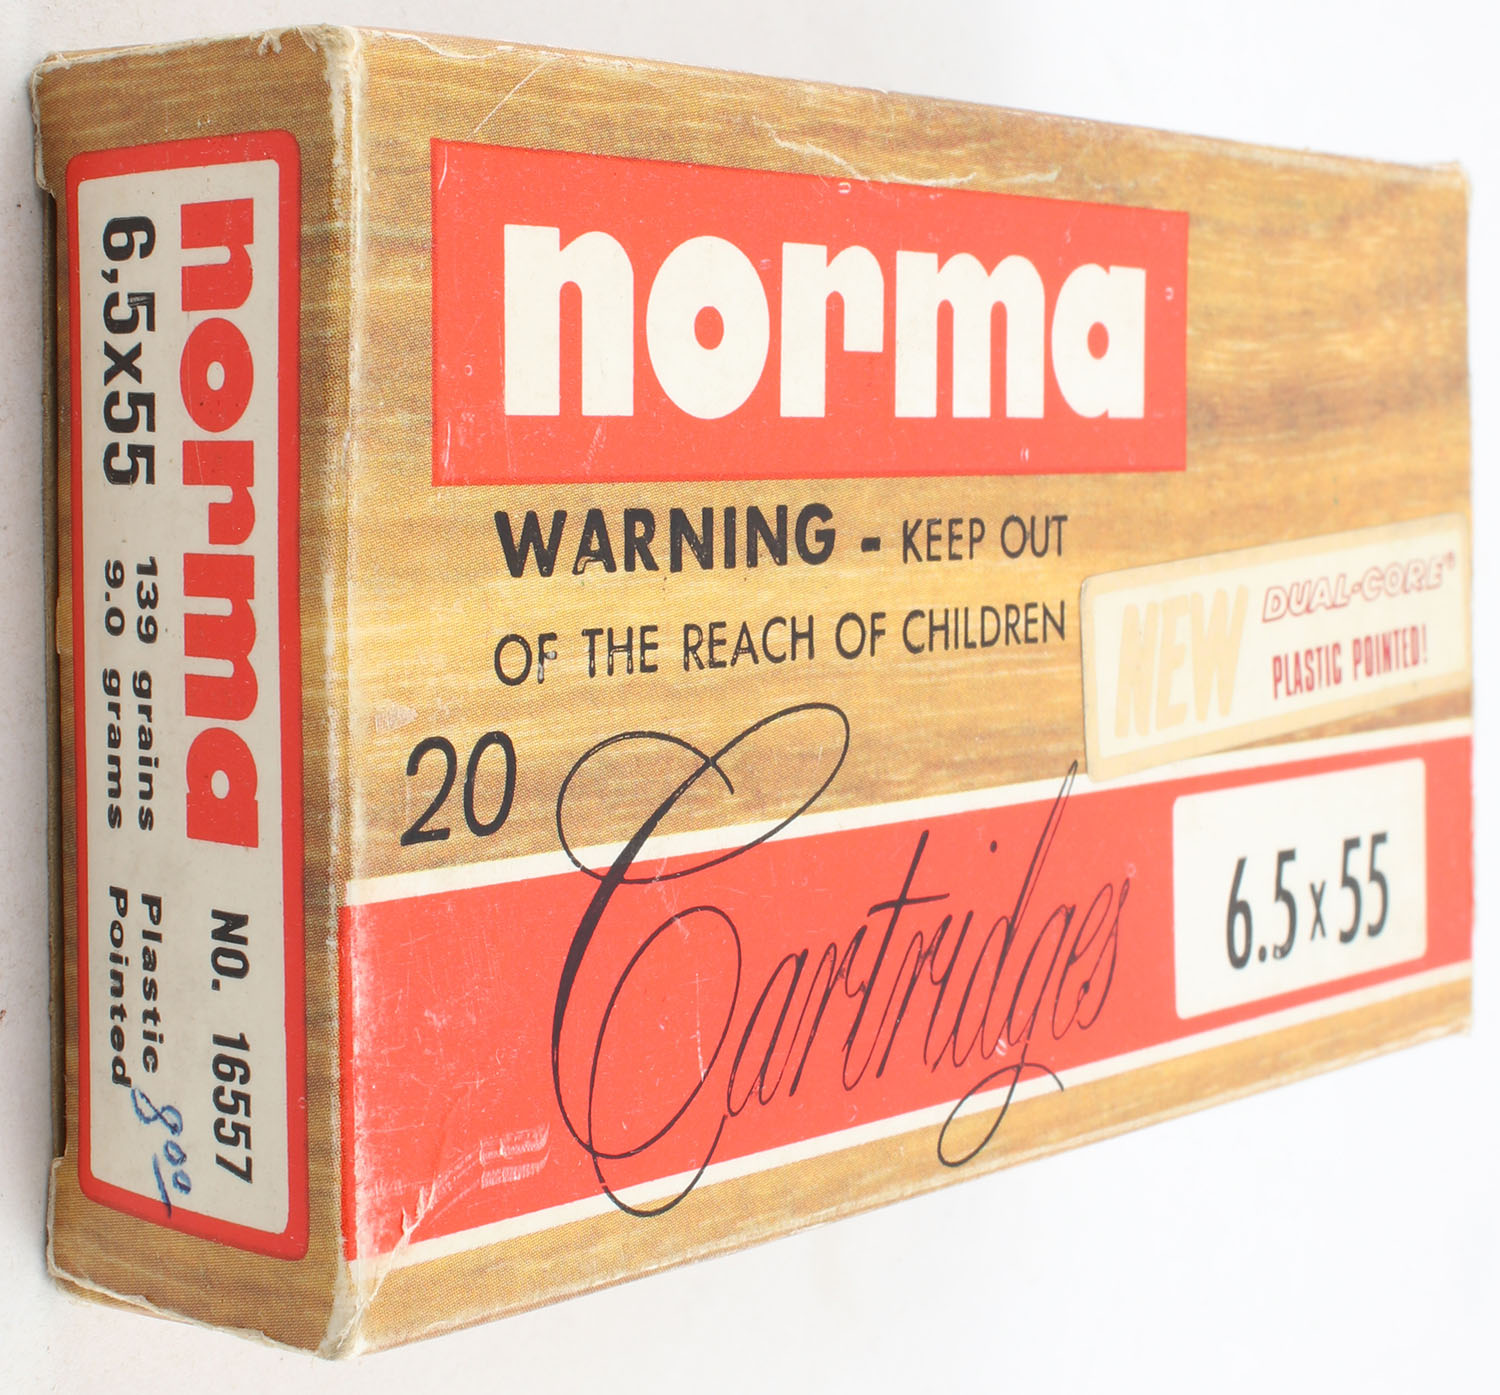 norma
WARNING - KEEP OUT
OF THE REACH OF CHILDREN
NEW
DUAL-CORE®
PLASTIC POINTED!
20 Cartridges
6.5 x 55
norma NO. 16557
6,5x55
139 grains
9.0 grams
Plastic
Pointed
800